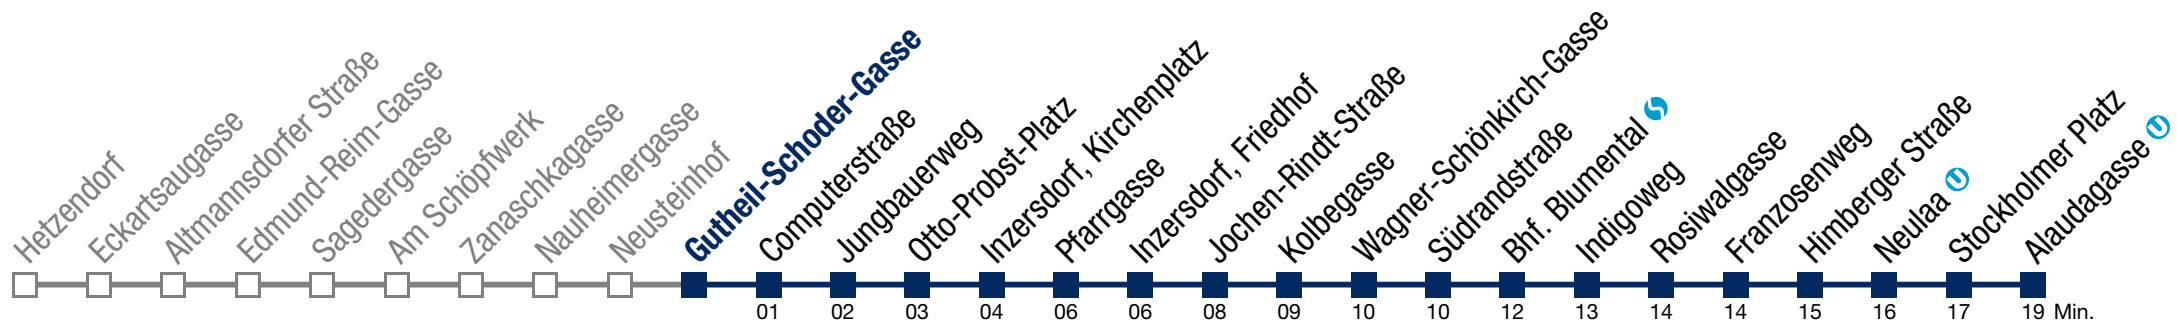 Hetzendorf
Eckartsaugasse
Altmannsdorfer Straße
Edmund-Reim-Gasse
Sagedergasse
Am Schöpfwerk
Zanaschkagasse
Nauheimergasse
Neusteinhof
Gutheil-Schoder-Gasse
Computerstraße
Jungbauerweg
Otto-Probst-Platz
Inzersdorf, Kirchenplatz
Pfarrgasse
Inzersdorf, Friedhof
Jochen-Rindt-Straße
Kolbegasse
Wagner-Schönkirch-Gasse
Südrandstraße
Bhf. Blumental S
Indigoweg
Rosiwalgasse
Franzosenweg
Himberger Straße
Neulaa U
Stockholmer Platz
Alaudagasse U
01 02 03 04 06 06 08 09 10 10 12 13 14 14 15 16 17 19 Min.